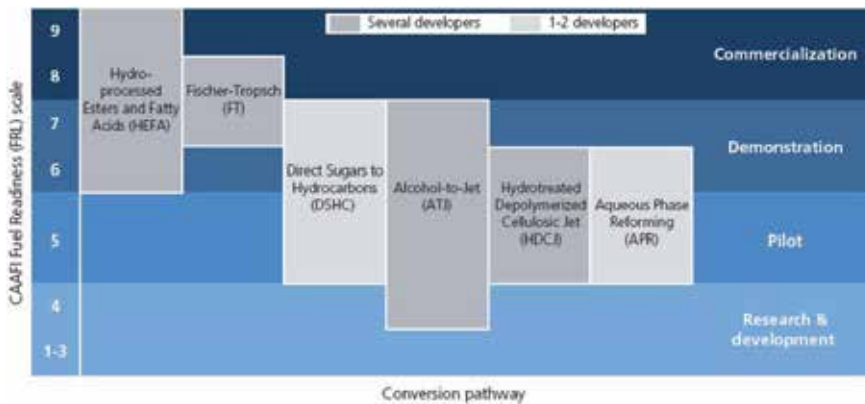 Several developers
1-2 developers
CAAFI Fuel Readiness (FRL) scale
9
8
7
6
5
4
1-3
Hydro-
processed
Esters and Fatty
Acids (HEFA)
Fischer-Tropsch
(FT)
Direct Sugars to
Hydrocarbons
(DSHC)
Alcohol-to-Jet
(ATJ)
Hydrotreated
Depolymerized
Cellulosic Jet
(HDCJ)
Aqueous Phase
Reforming
(APR)
Commercialization
Demonstration
Pilot
Research &
development
Conversion pathway